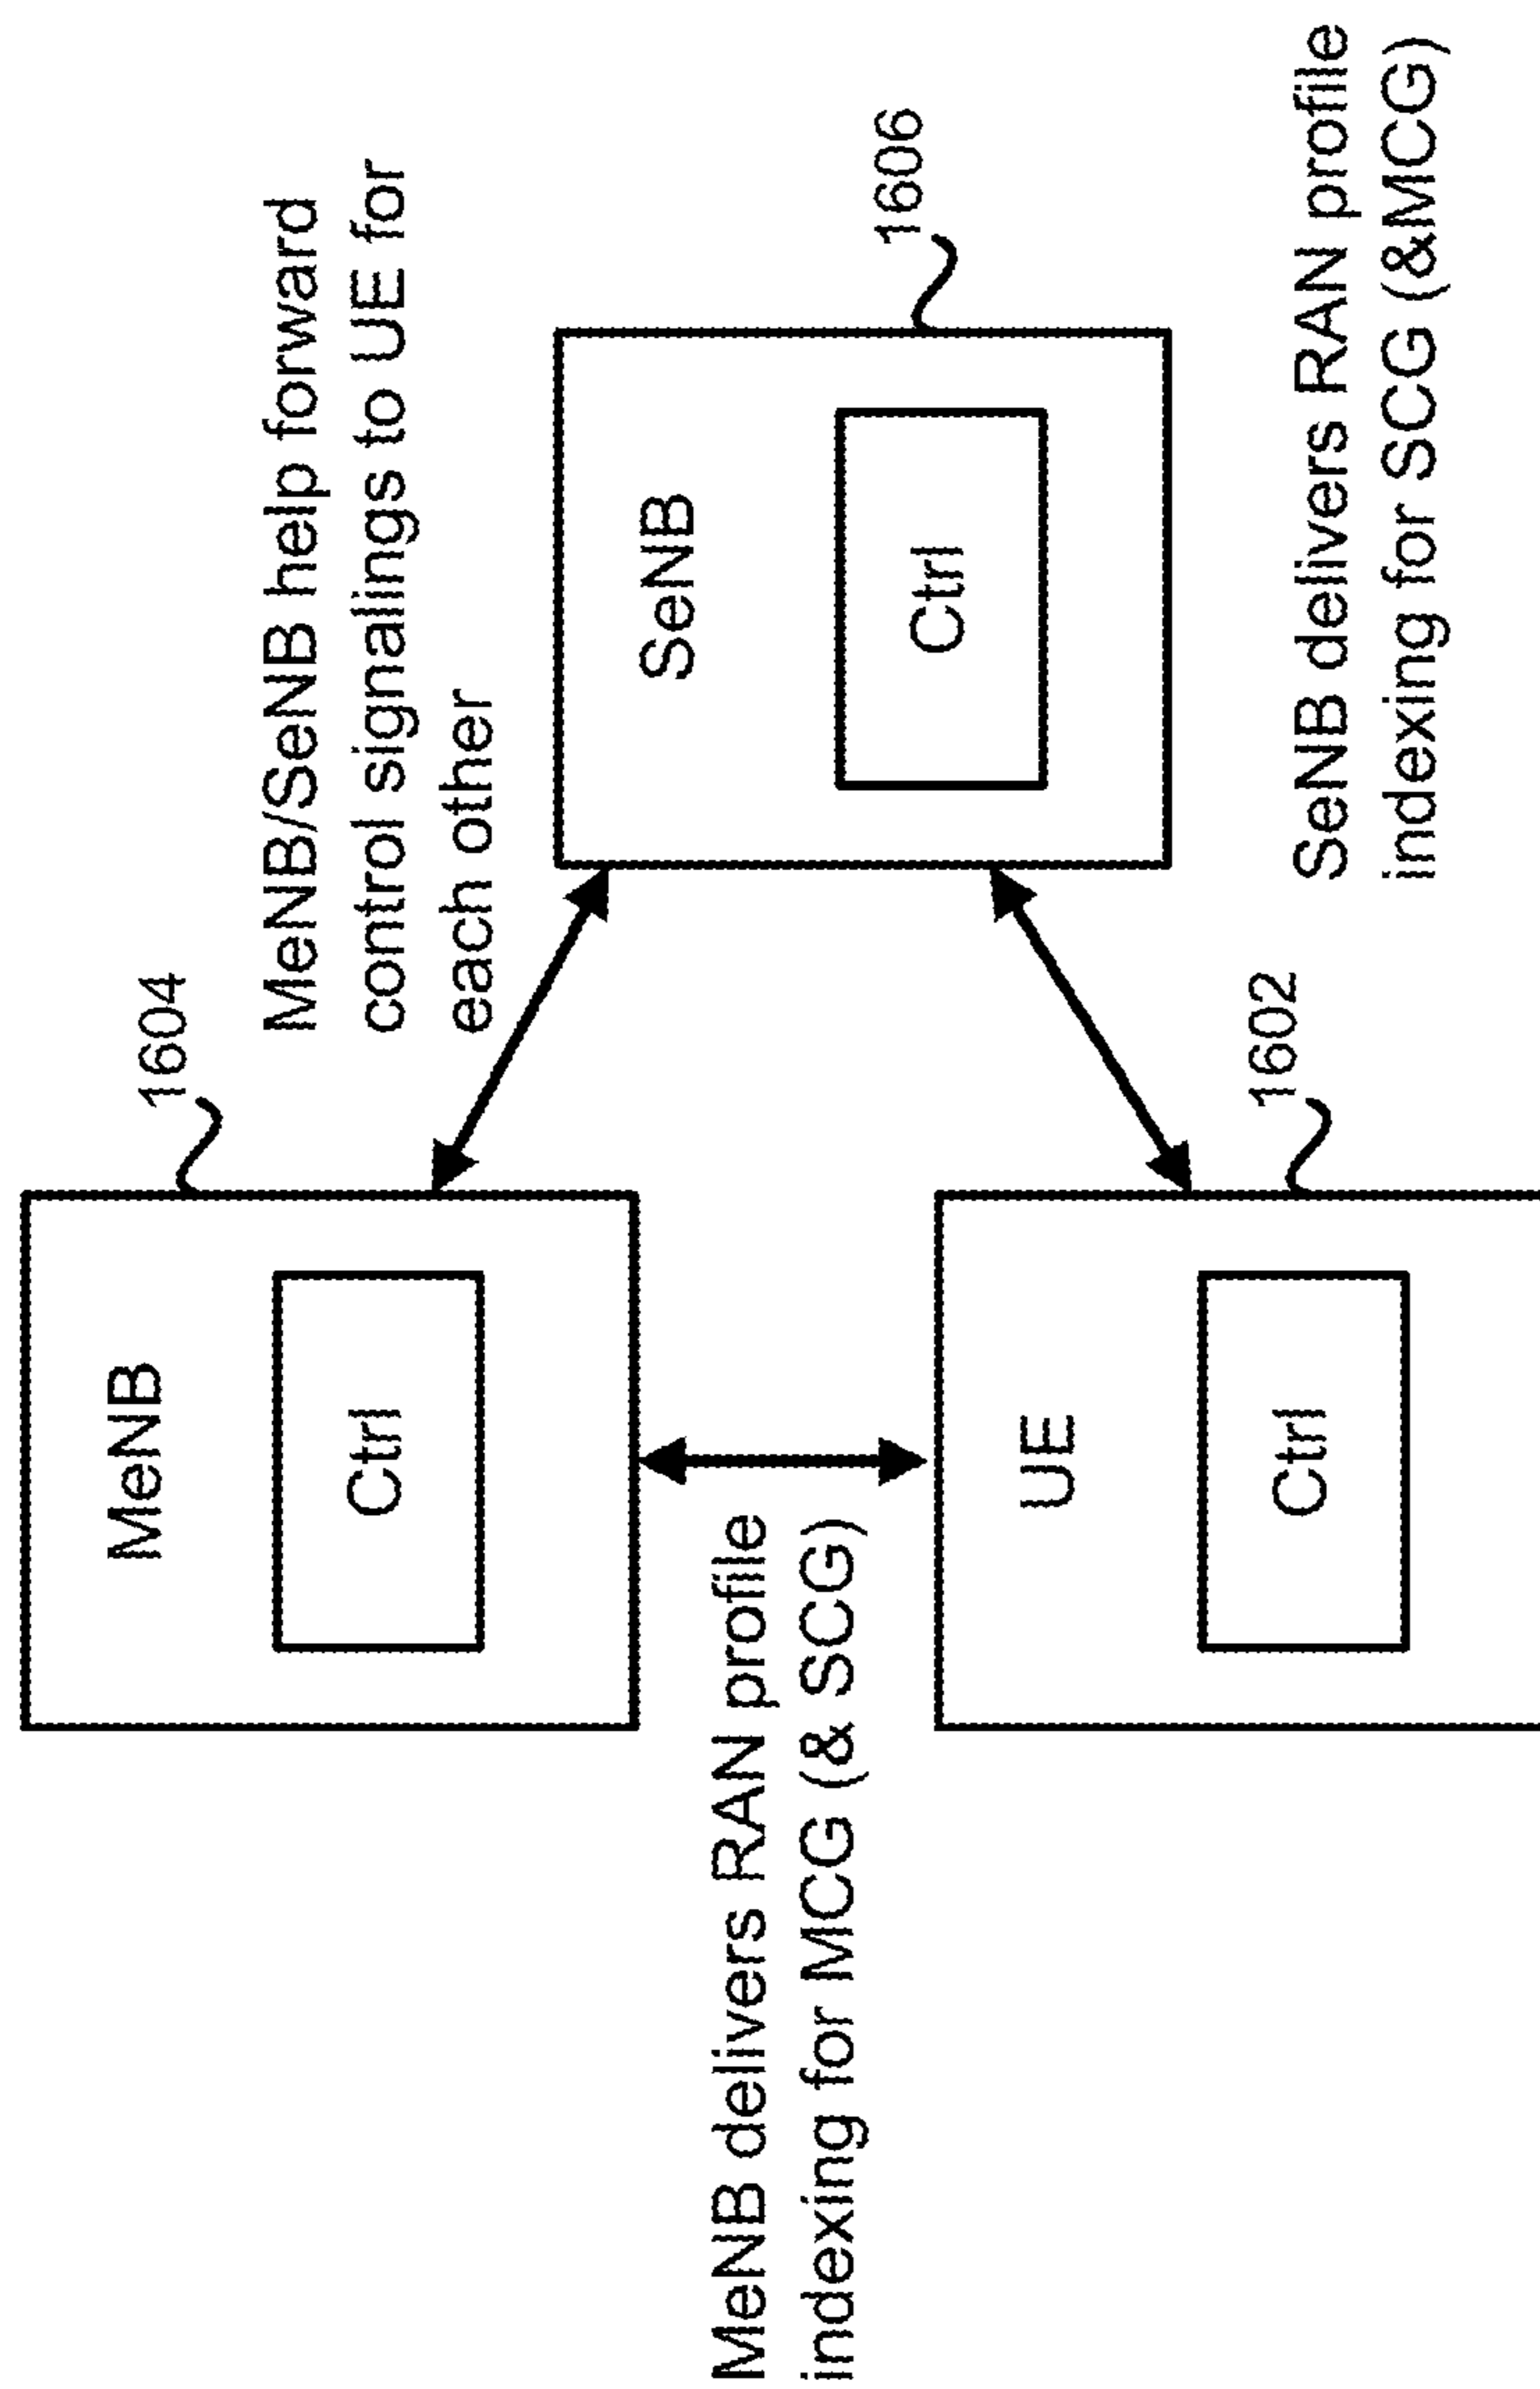 1604
MeNB
Ctrl
MeNB/SeNB help forward
control signalings to UE for
each other
1606
SeNB
Ctrl
MeNB delivers RAN profile
indexing for MCG (& SCG)
1602
UE
Ctrl
SeNB delivers RAN profile
indexing for SCG (&MCG)